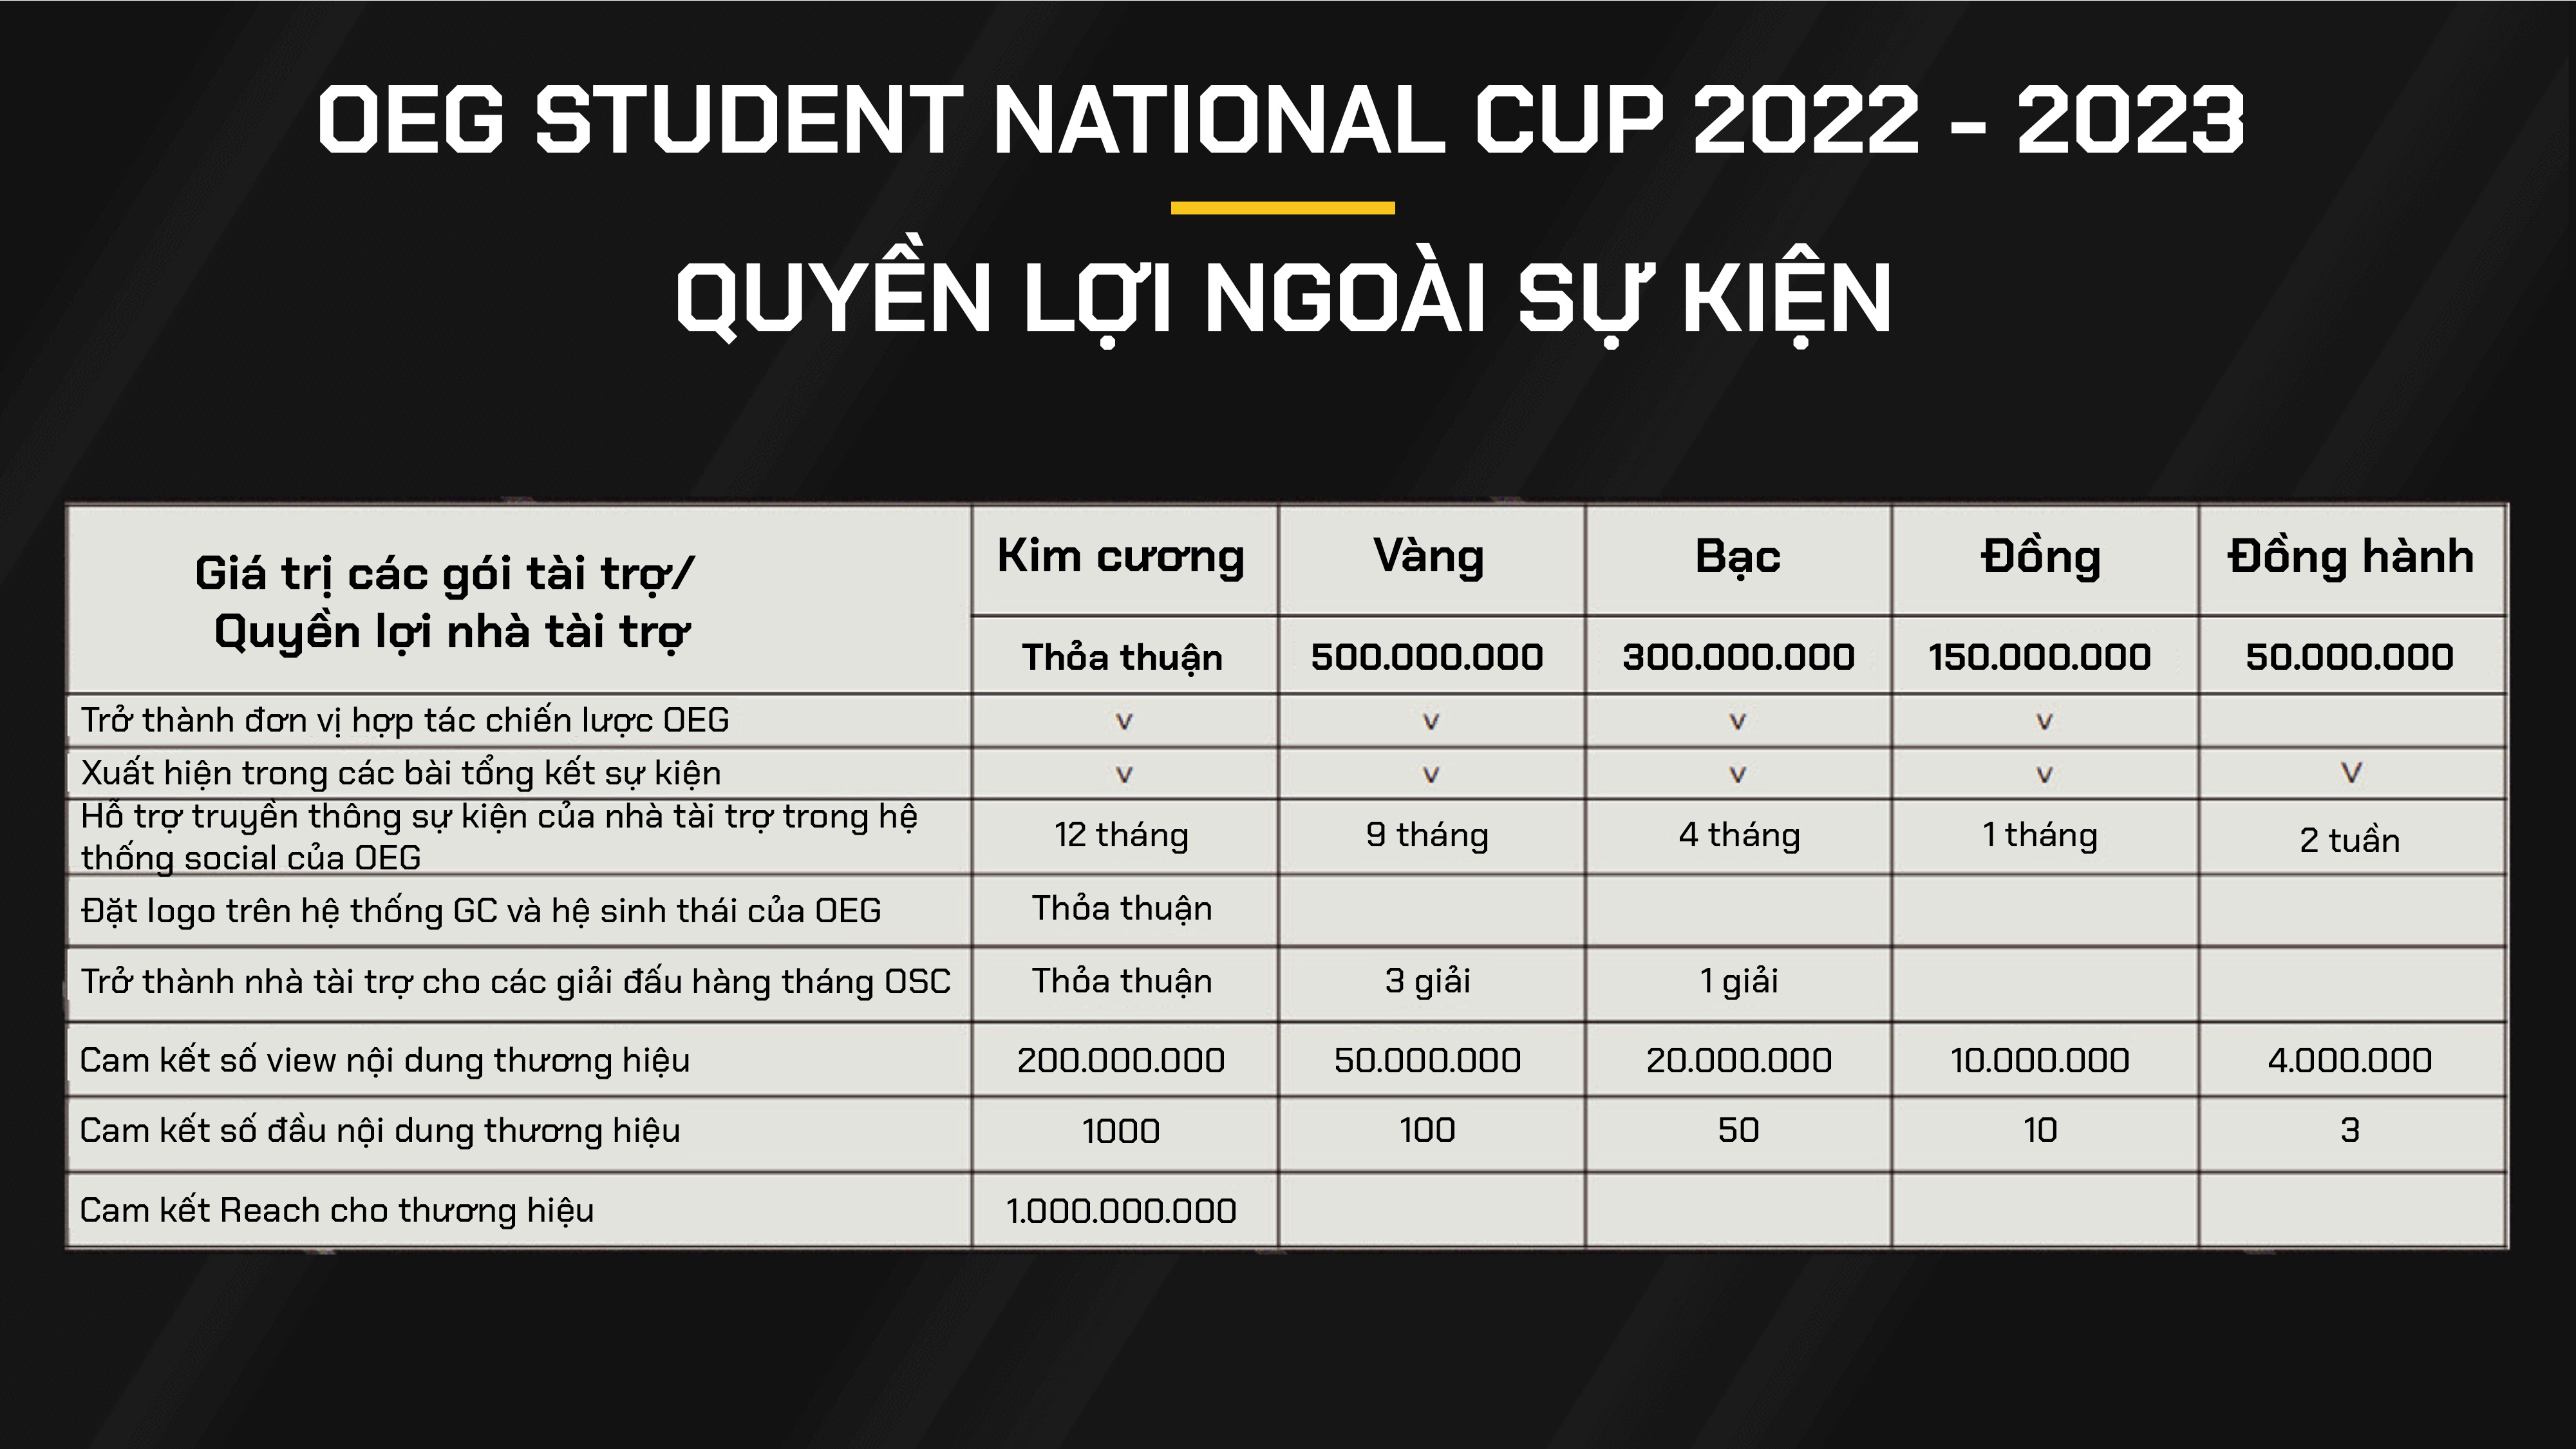 OEG STUDENT NATIONAL CUP 2022 - 2023
QUYỀN LỢI NGOÀI SỰ KIỆN
Giá trị các gói tài trợ/
Quyền lợi nhà tài trợ
Kim cương Vàng Bạc Đồng Đồng hành
Thỏa thuận 500.000.000 300.000.000 150.000.000 50.000.000
Trở thành đơn vị hợp tác chiến lược OEG v v v v
Xuất hiện trong các bài tổng kết sự kiện v v v v V
Hỗ trợ truyền thông sự kiện của nhà tài trợ trong hệ
thống social của OEG
12 tháng 9 tháng 4 tháng 1 tháng 2 tuần
Đặt logo trên hệ thống GC và hệ sinh thái của OEG Thỏa thuận
Trở thành nhà tài trợ cho các giải đấu hàng tháng OSC Thỏa thuận 3 giải 1 giải
Cam kết số view nội dung thương hiệu 200.000.000 50.000.000 20.000.000 10.000.000 4.000.000
Cam kết số đầu nội dung thương hiệu 1000 100 50 10 3
Cam kết Reach cho thương hiệu 1.000.000.000